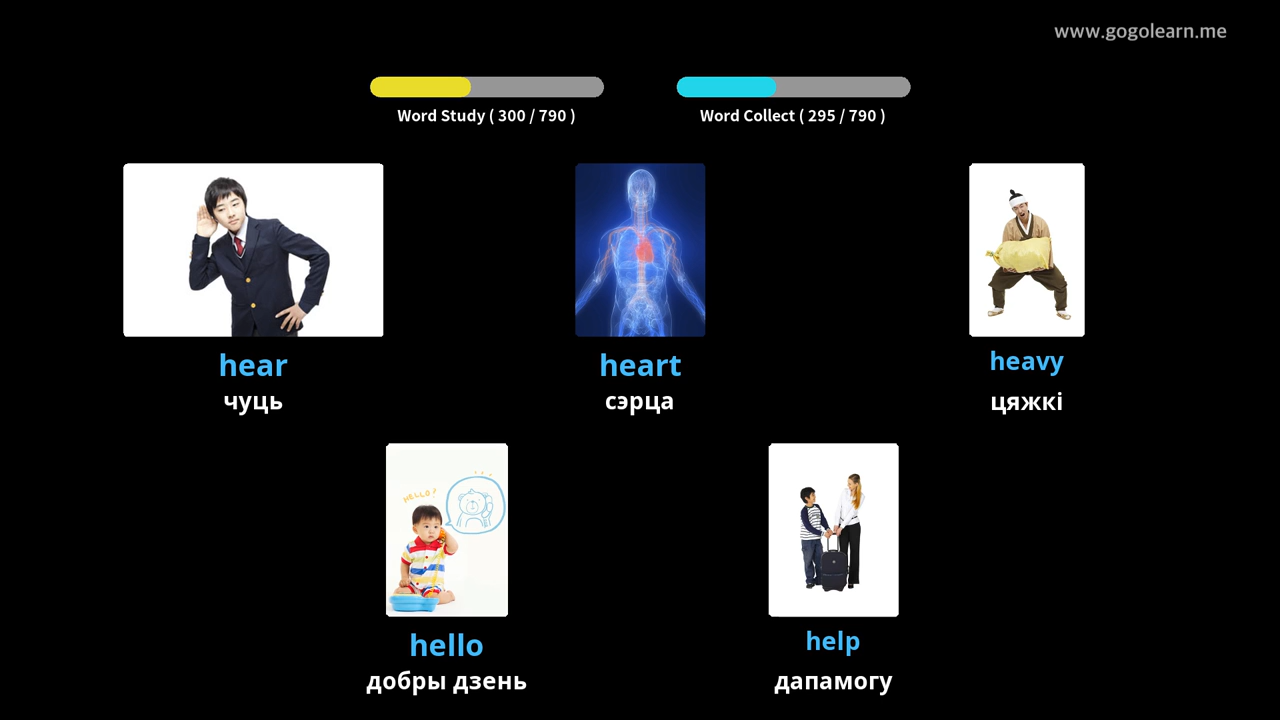 www.gogolearn.me
Word Study ( 300 / 790 )
Word Collect ( 295 / 790 )
hear
чуць
heart
сэрца
heavy
цяжкі
HELLO?
hello
добры дзень
help
дапамогу